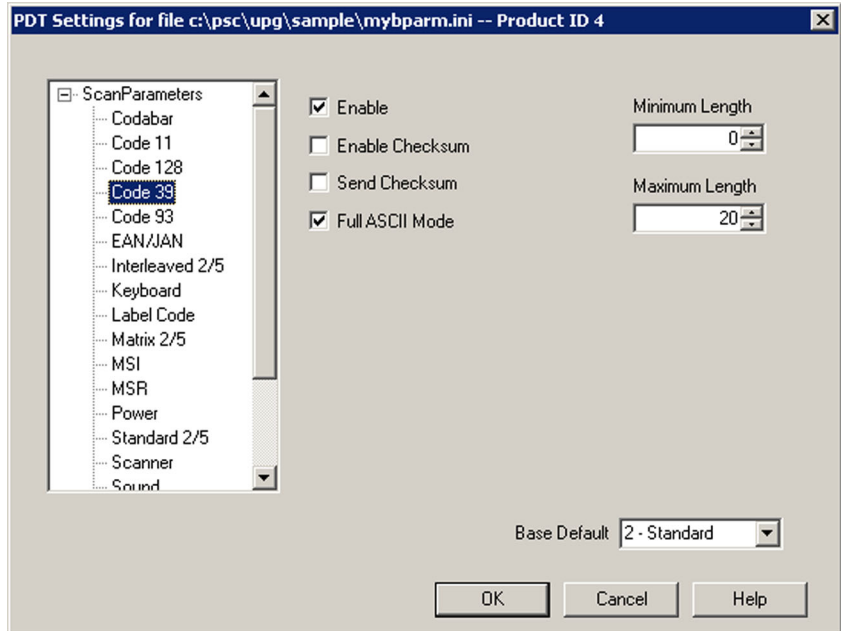 PDT Settings for file c:\psc\upg\sample\mybparm.ini -- Product ID 4
ScanParameters
Codabar
Code 11
Code 128
Code 39
Code 93
EAN/JAN
Interleaved 2/5
Keyboard
Label Code
Matrix 2/5
MSI
MSR
Power
Standard 2/5
Scanner
Sound
Enable
Enable Checksum
Send Checksum
Full ASCII Mode
Minimum Length
0
Maximum Length
20
Base Default 2 - Standard
OK Cancel Help